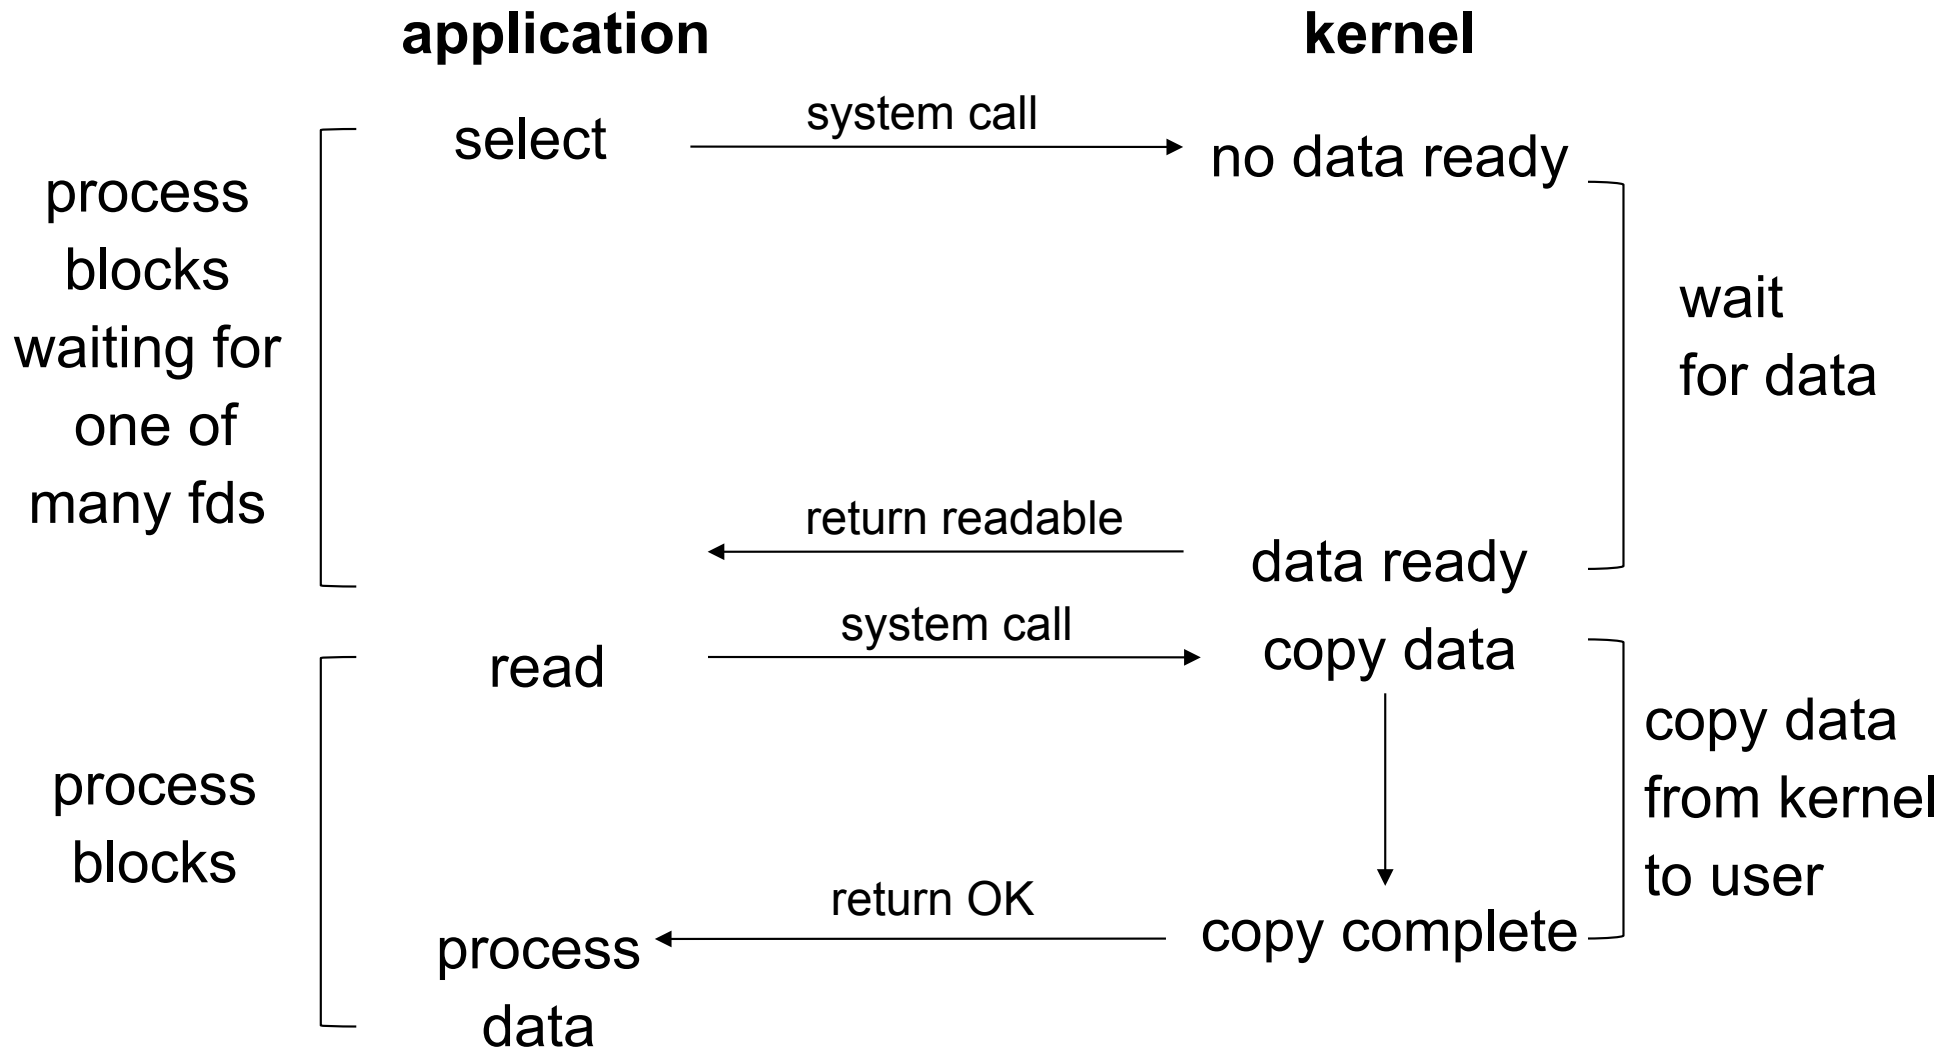 application
kernel
select
system call
no data ready
process
blocks
waiting for
one of
many fds
wait
for data
return readable
data ready
system call
read
copy data
process
blocks
copy data
from kernel
to user
return OK
copy complete
process
data